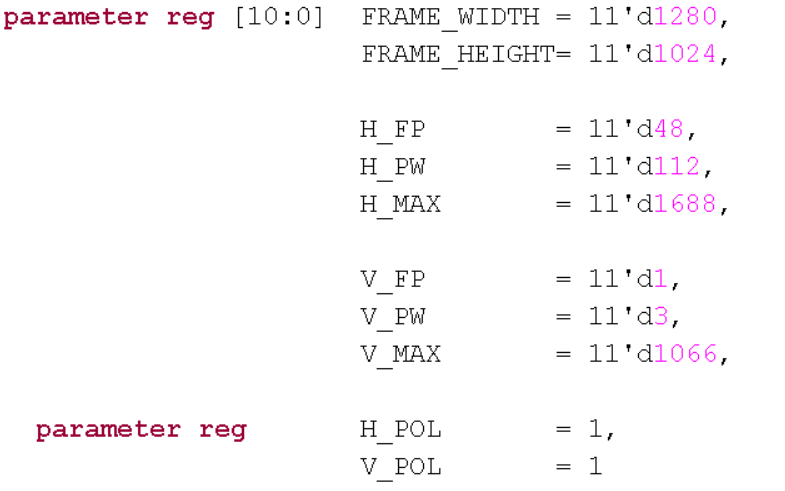 parameter reg [10:0] FRAME_WIDTH = 11'd1280,
FRAME_HEIGHT= 11'd1024,
H_FP = 11'd48,
H_PW = 11'd112,
H_MAX = 11'd1688,
V_FP = 11'd1,
V_PW = 11'd3,
V_MAX = 11'd1066,
parameter reg H_POL = 1,
V_POL = 1